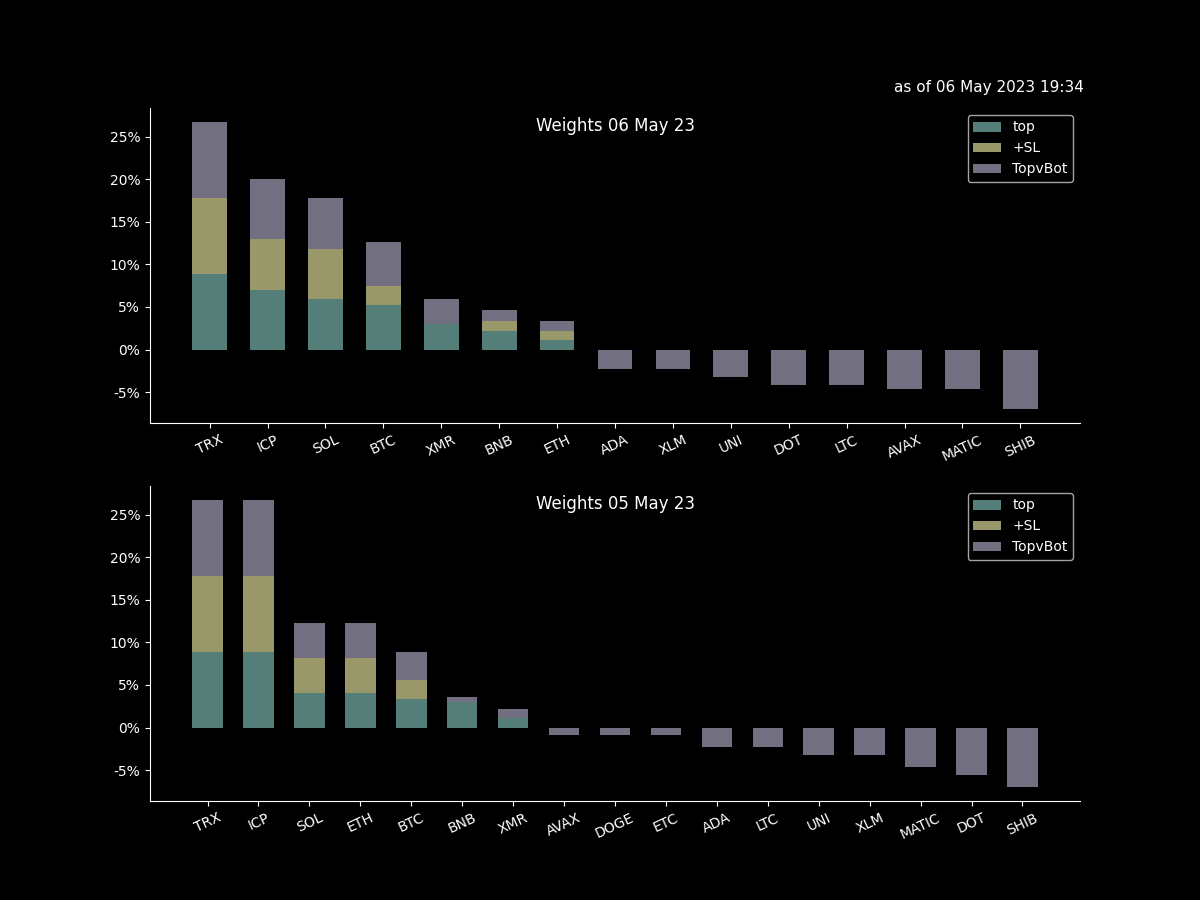 as of 06 May 2023 19:34
Weights 06 May 23
top
+SL
TopvBot
25%
20%
15%
10%
5%
0%
-5%
TRX ICP SOL BTC XMR BNB ETH ADA XLM UNI DOT LTC AVAX MATIC SHIB
Weights 05 May 23
top
+SL
TopvBot
25%
20%
15%
10%
5%
0%
-5%
TRX ICP SOL ETH BTC BNB XMR AVAX DOGE ETC ADA LTC UNI XLM MATIC DOT SHIB